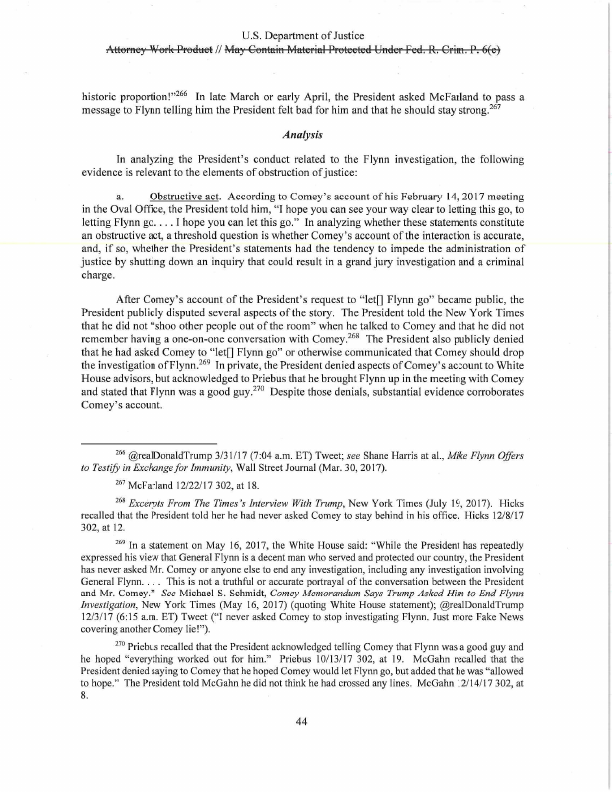 U.S. Department of Justice
Attorney Work Product // May Contain Material Protected Under Fed. R. Crim. P. 6(e)
historic proportion!"266 In late March or early April, the President asked McFarland to pass a
message to Flynn telling him the President felt bad for him and that he should stay strong.267
Analysis
In analyzing the President's conduct related to the Flynn investigation, the following
evidence is relevant to the elements of obstruction of justice:
a. Obstructive act. According to Comey's account of his February 14, 2017 meeting
in the Oval Office, the President told him, "I hope you can see your way clear to letting this go, to
letting Flynn go. . . . I hope you can let this go." In analyzing whether these statements constitute
an obstructive act, a threshold question is whether Comey's account of the interaction is accurate,
and, if so, whether the President's statements had the tendency to impede the administration of
justice by shutting down an inquiry that could result in a grand jury investigation and a criminal
charge.
After Comey's account of the President's request to "let[] Flynn go" became public, the
President publicly disputed several aspects of the story. The President told the New York Times
that he did not "shoo other people out of the room" when he talked to Comey and that he did not
remember having a one-on-one conversation with Comey.268 The President also publicly denied
that he had asked Comey to "let[] Flynn go" or otherwise communicated that Comey should drop
the investigation of Flynn.269 In private, the President denied aspects of Comey's account to White
House advisors, but acknowledged to Priebus that he brought Flynn up in the meeting with Comey
and stated that Flynn was a good guy.270 Despite those denials, substantial evidence corroborates
Comey's account.
266 @realDonaldTrump 3/31/17 (7:04 a.m. ET) Tweet; see Shane Harris at al., Mike Flynn Offers
to Testify in Exchange for Immunity, Wall Street Journal (Mar. 30, 2017).
267 McFarland 12/22/17 302, at 18.
268 Excerpts From The Times's Interview With Trump, New York Times (July 19, 2017). Hicks
recalled that the President told her he had never asked Comey to stay behind in his office. Hicks 12/8/17
302, at 12.
269 In a statement on May 16, 2017, the White House said: "While the President has repeatedly
expressed his view that General Flynn is a decent man who served and protected our country, the President
has never asked Mr. Comey or anyone else to end any investigation, including any investigation involving
General Flynn. . . . This is not a truthful or accurate portrayal of the conversation between the President
and Mr. Comey." See Michael S. Schmidt, Comey Memorandum Says Trump Asked Him to End Flynn
Investigation, New York Times (May 16, 2017) (quoting White House statement); @realDonaldTrump
12/3/17 (6:15 a.m. ET) Tweet ("I never asked Comey to stop investigating Flynn. Just more Fake News
covering another Comey lie!").
270 Priebus recalled that the President acknowledged telling Comey that Flynn was a good guy and
he hoped "everything worked out for him." Priebus 10/13/17 302, at 19. McGahn recalled that the
President denied saying to Comey that he hoped Comey would let Flynn go, but added that he was "allowed
to hope." The President told McGahn he did not think he had crossed any lines. McGahn 12/14/17 302, at
8.
44